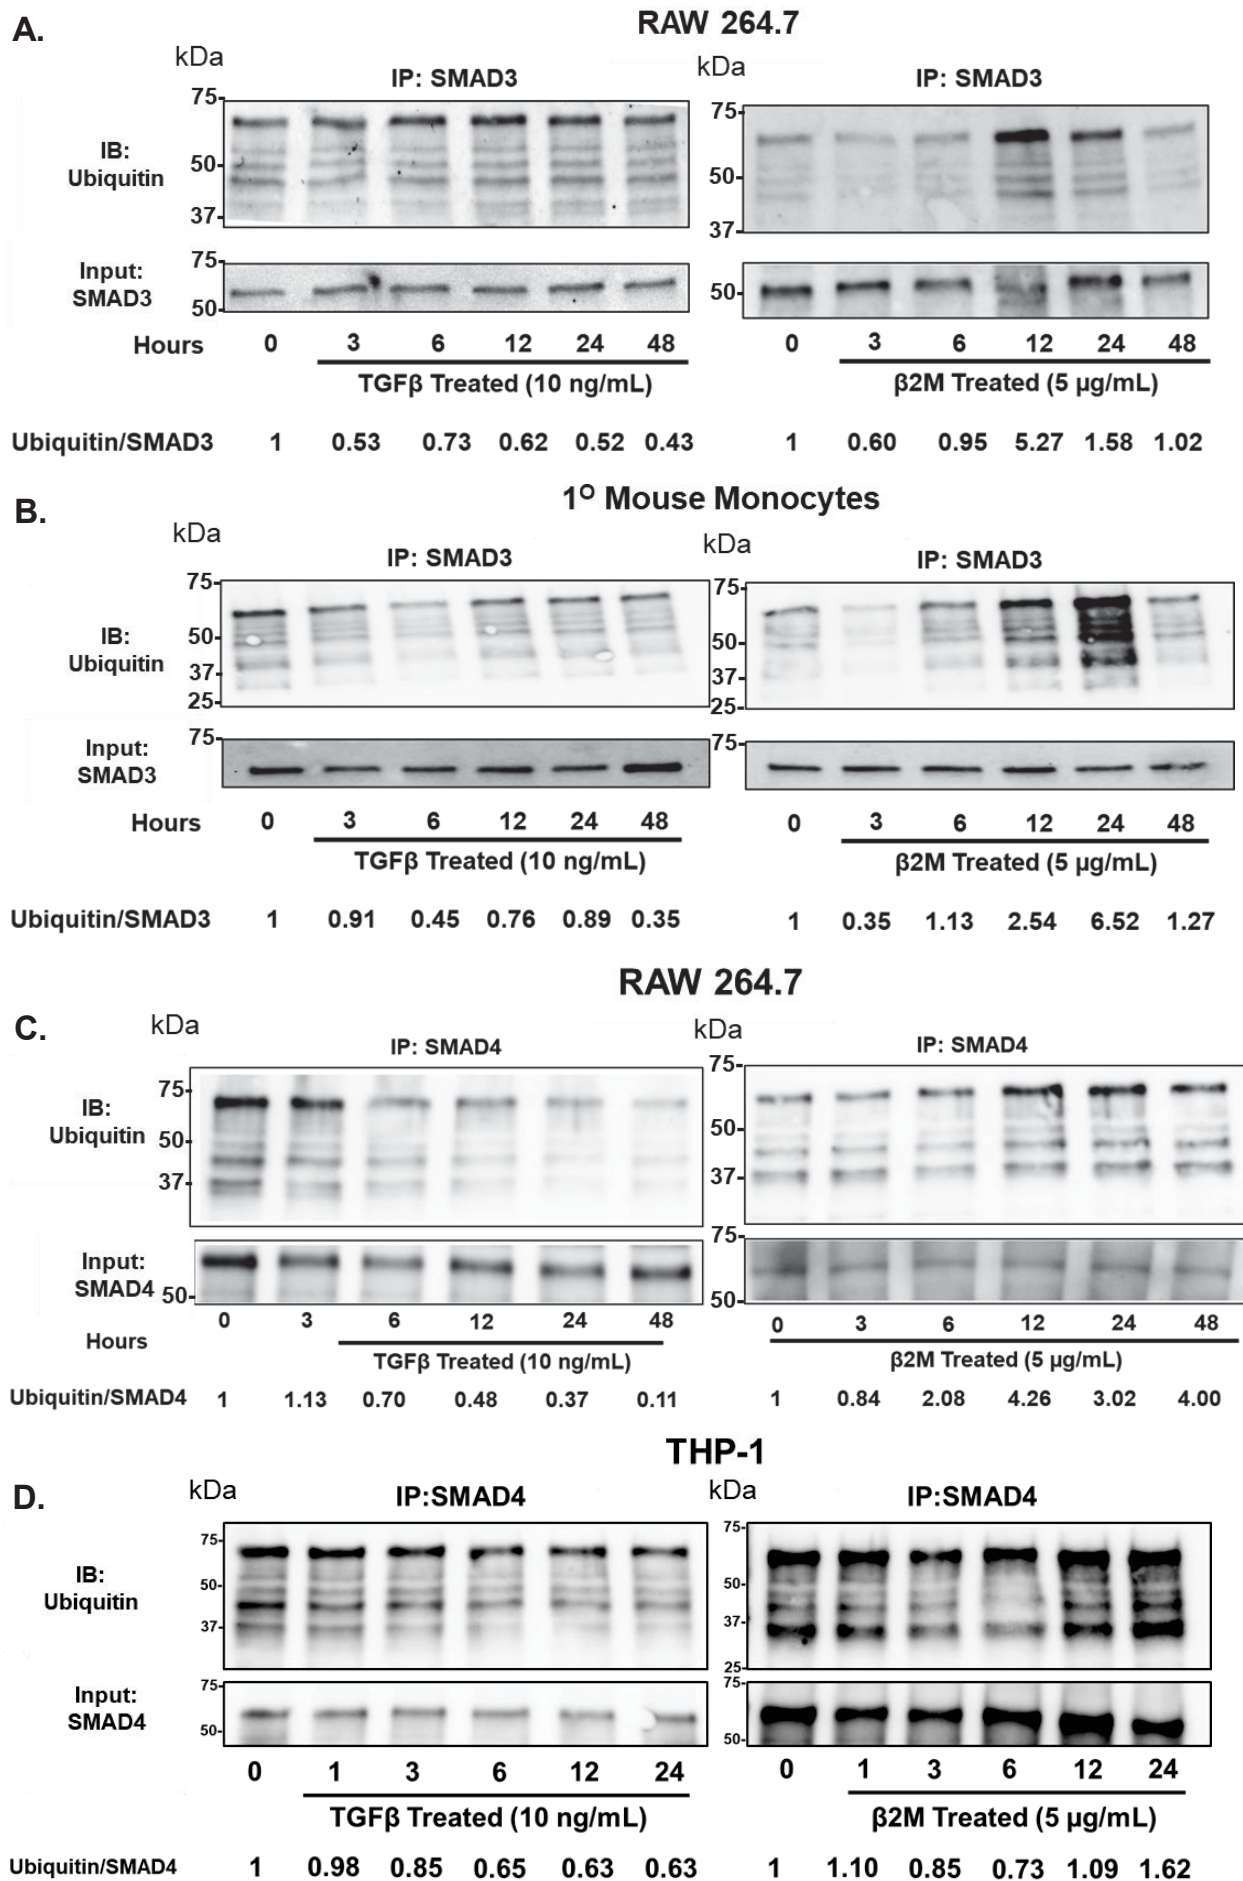 A.
RAW 264.7
kDa
IP: SMAD3
kDa
IP: SMAD3
75-
75-
IB:
Ubiquitin
50-
50-
37-
37-
Input:
SMAD3
75-
50-
50-
Hours 0 3 6 12 24 48 0 3 6 12 24 48
TGFβ Treated (10 ng/mL) β2M Treated (5 µg/mL)
Ubiquitin/SMAD3 1 0.53 0.73 0.62 0.52 0.43 1 0.60 0.95 5.27 1.58 1.02
B.
1O Mouse Monocytes
kDa
IP: SMAD3
kDa
IP: SMAD3
75-
75-
IB:
Ubiquitin
50-
50-
37-
37-
25-
25-
Input:
SMAD3
75-
75-
Hours 0 3 6 12 24 48 0 3 6 12 24 48
TGFβ Treated (10 ng/mL) β2M Treated (5 µg/mL)
Ubiquitin/SMAD3 1 0.91 0.45 0.76 0.89 0.35 1 0.35 1.13 2.54 6.52 1.27
RAW 264.7
C.
kDa
IP: SMAD4
kDa
IP: SMAD4
75-
75-
IB:
Ubiquitin
50-
50-
37-
37-
Input:
SMAD4
75-
50-
50-
0 3 6 12 24 48 0 3 6 12 24 48
Hours
TGFβ Treated (10 ng/mL) β2M Treated (5 µg/mL)
Ubiquitin/SMAD4 1 1.13 0.70 0.48 0.37 0.11 1 0.84 2.08 4.26 3.02 4.00
THP-1
D.
kDa
IP:SMAD4
kDa
IP:SMAD4
75-
75-
IB:
Ubiquitin
50-
50-
37-
37-
25-
Input:
SMAD4
75-
75-
50-
50-
0 1 3 6 12 24 0 1 3 6 12 24
TGFβ Treated (10 ng/mL) β2M Treated (5 µg/mL)
Ubiquitin/SMAD4 1 0.98 0.85 0.65 0.63 0.63 1 1.10 0.85 0.73 1.09 1.62